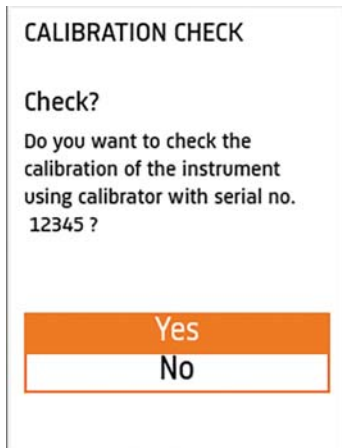 CALIBRATION CHECK
Check?
Do you want to check the
calibration of the instrument
using calibrator with serial no.
12345 ?
Yes
No